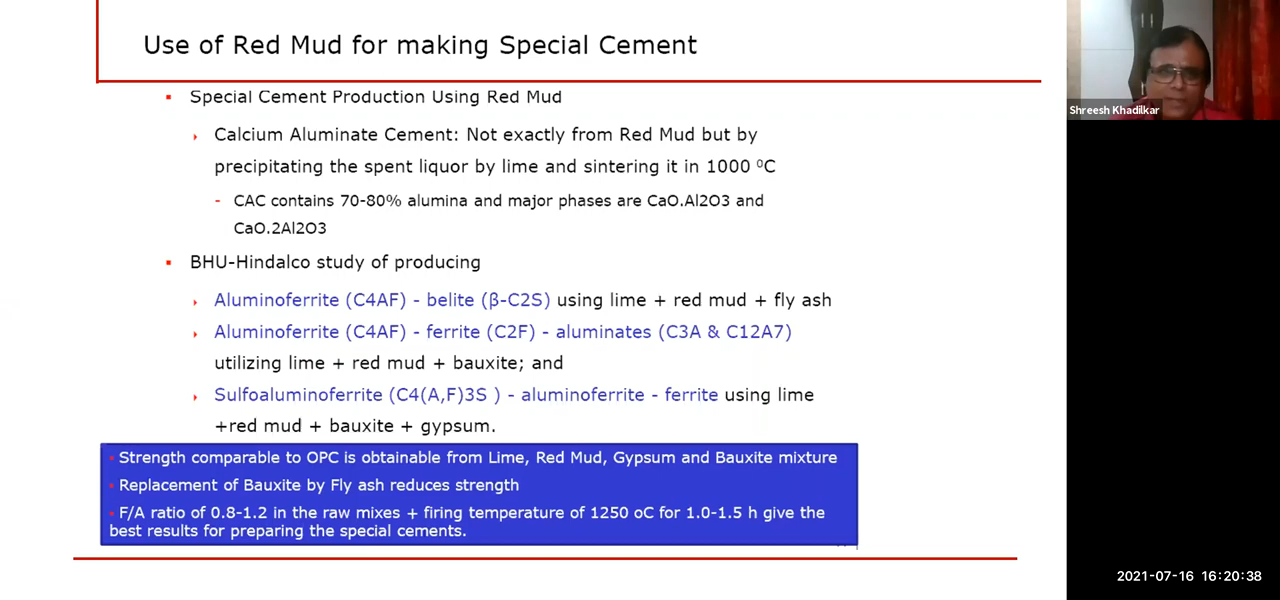 Use of Red Mud for making Special Cement
Special Cement Production Using Red Mud
Calcium Aluminate Cement: Not exactly from Red Mud but by
precipitating the spent liquor by lime and sintering it in 1000 ⁰C
- CAC contains 70-80% alumina and major phases are CaO.Al2O3 and
CaO.2Al2O3
BHU-Hindalco study of producing
Aluminoferrite (C4AF) - belite (β-C2S) using lime + red mud + fly ash
Aluminoferrite (C4AF) - ferrite (C2F) - aluminates (C3A & C12A7)
utilizing lime + red mud + bauxite; and
Sulfoaluminoferrite (C4(A,F)3S ) - aluminoferrite - ferrite using lime
+red mud + bauxite + gypsum.
Strength comparable to OPC is obtainable from Lime, Red Mud, Gypsum and Bauxite mixture
Replacement of Bauxite by Fly ash reduces strength
F/A ratio of 0.8-1.2 in the raw mixes + firing temperature of 1250 oC for 1.0-1.5 h give the
best results for preparing the special cements.
Shreesh Khadilkar
2021-07-16 16:20:38